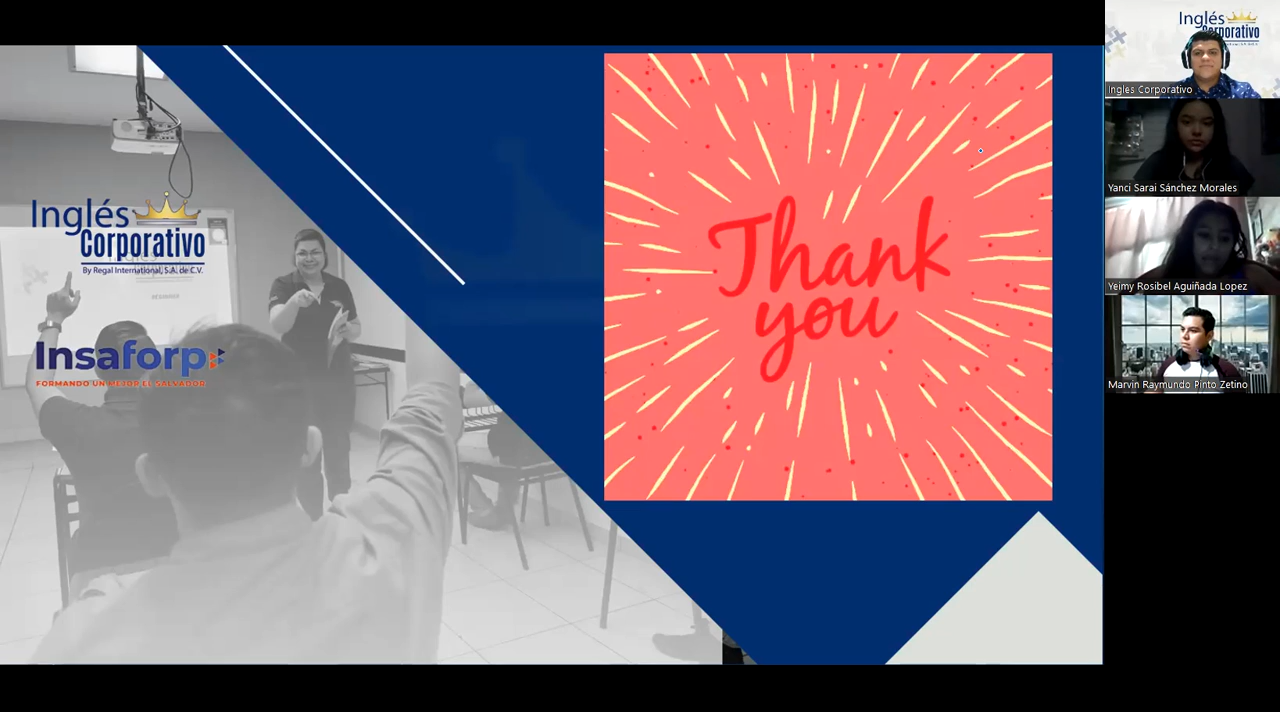 Inglés
Corporativo
By Regal International, S.A. de C.V.
Insaforp
FORMANDO UN MEJOR EL SALVADOR
Thank
you
Inglés
Corporativo
Ingles Corporativo
Yanci Sarai Sánchez Morales
Yeimy Rosibel Aguiñada Lopez
Marvin Raymundo Pinto Zetino